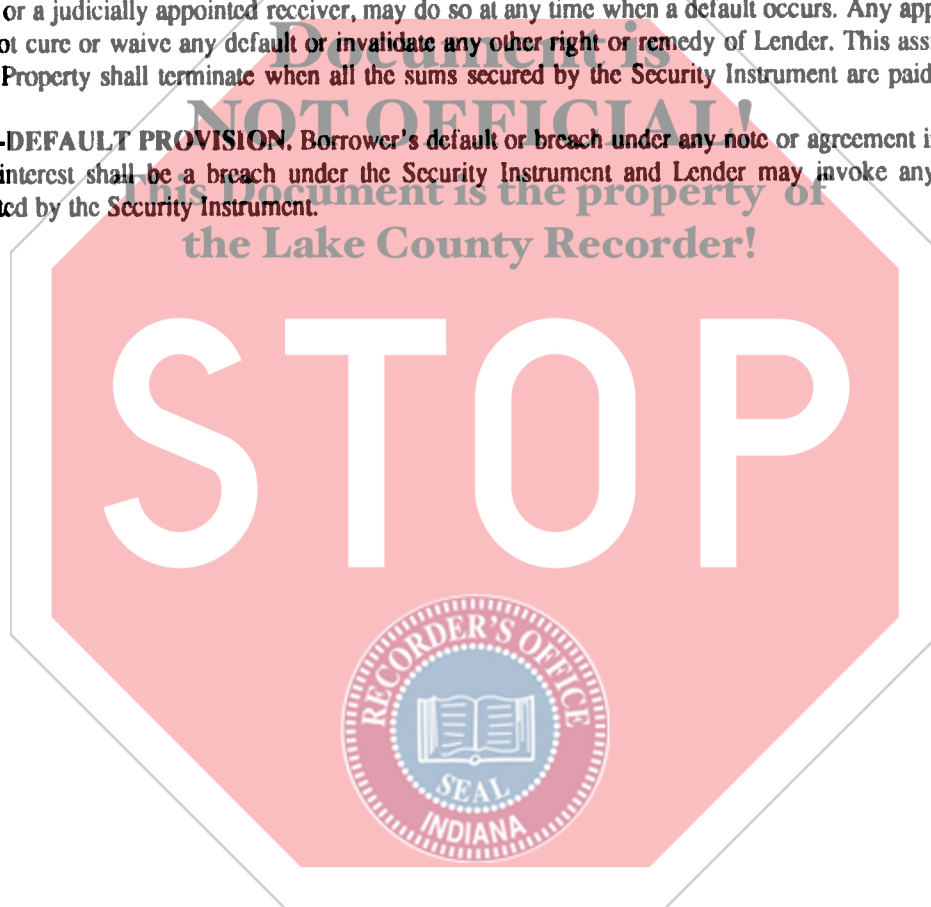 or a judicially appointed receiver, may do so at any time when a default occurs. Any app
ot cure or waive any default or invalidate any other right or remedy of Lender. This ass
Property shall terminate when all the sums secured by the Security Instrument are paid
-DEFAULT PROVISION. Borrower's default or breach under any note or agreement i
interest shall be a breach under the Security Instrument and Lender may invoke any
ted by the Security Instrument.
Document is
NOT OFFICIAL!
This Document is the property of
the Lake County Recorder!
STOP
RECORDER'S OFFICE
SEAL
INDIANA